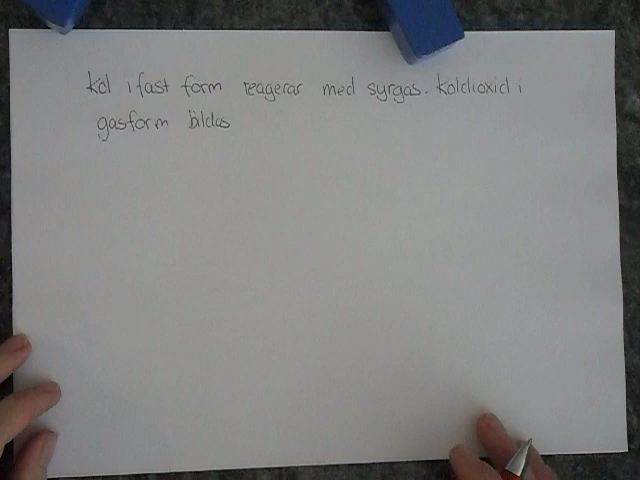 kol i fast form reagerar med syrgas. Koldioxid i
gasform bildas